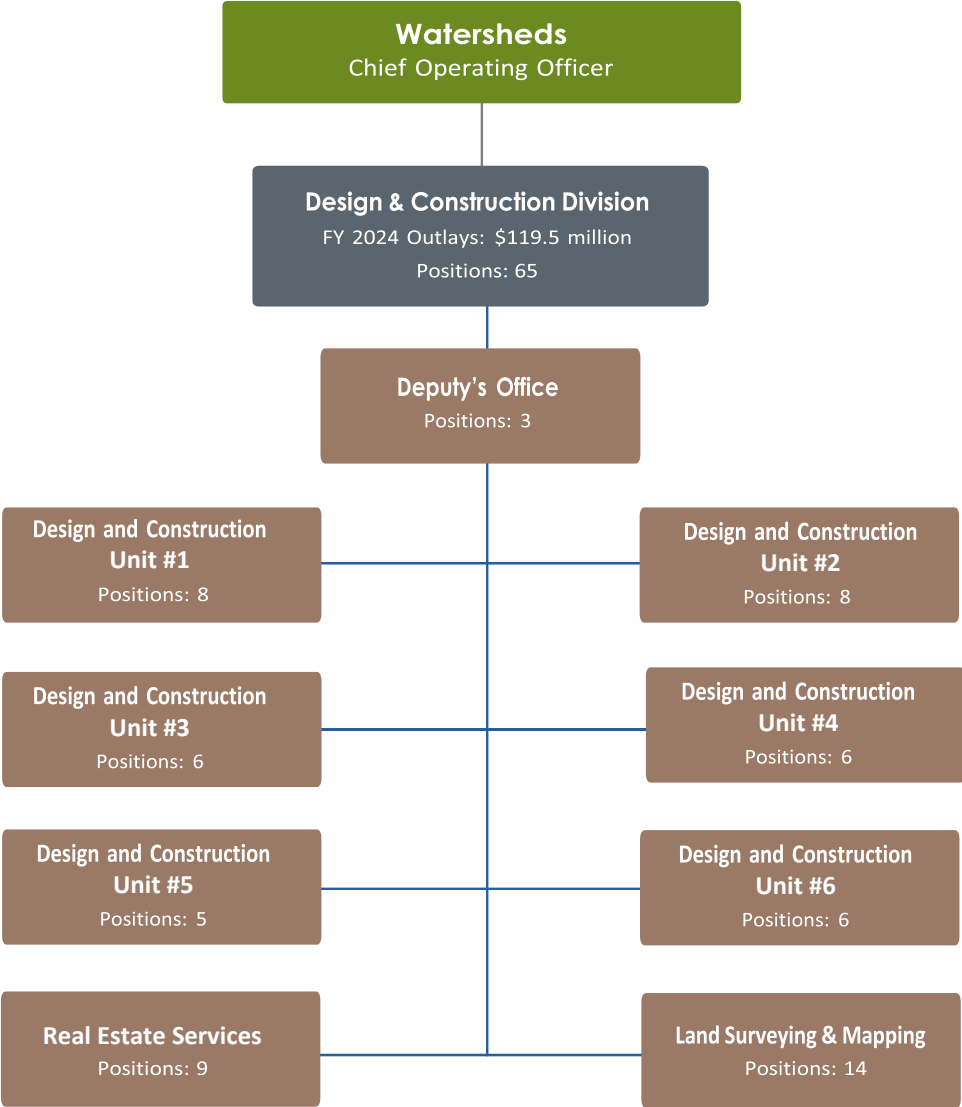 Watersheds
Chief Operating Officer
Design & Construction Division
FY 2024 Outlays: $119.5 million
Positions: 65
Deputy's Office
Positions: 3
Design and Construction
Unit #1
Positions: 8
Design and Construction
Unit #2
Positions: 8
Design and Construction
Unit #3
Positions: 6
Design and Construction
Unit #4
Positions: 6
Design and Construction
Unit #5
Positions: 5
Design and Construction
Unit #6
Positions: 6
Real Estate Services
Positions: 9
Land Surveying & Mapping
Positions: 14